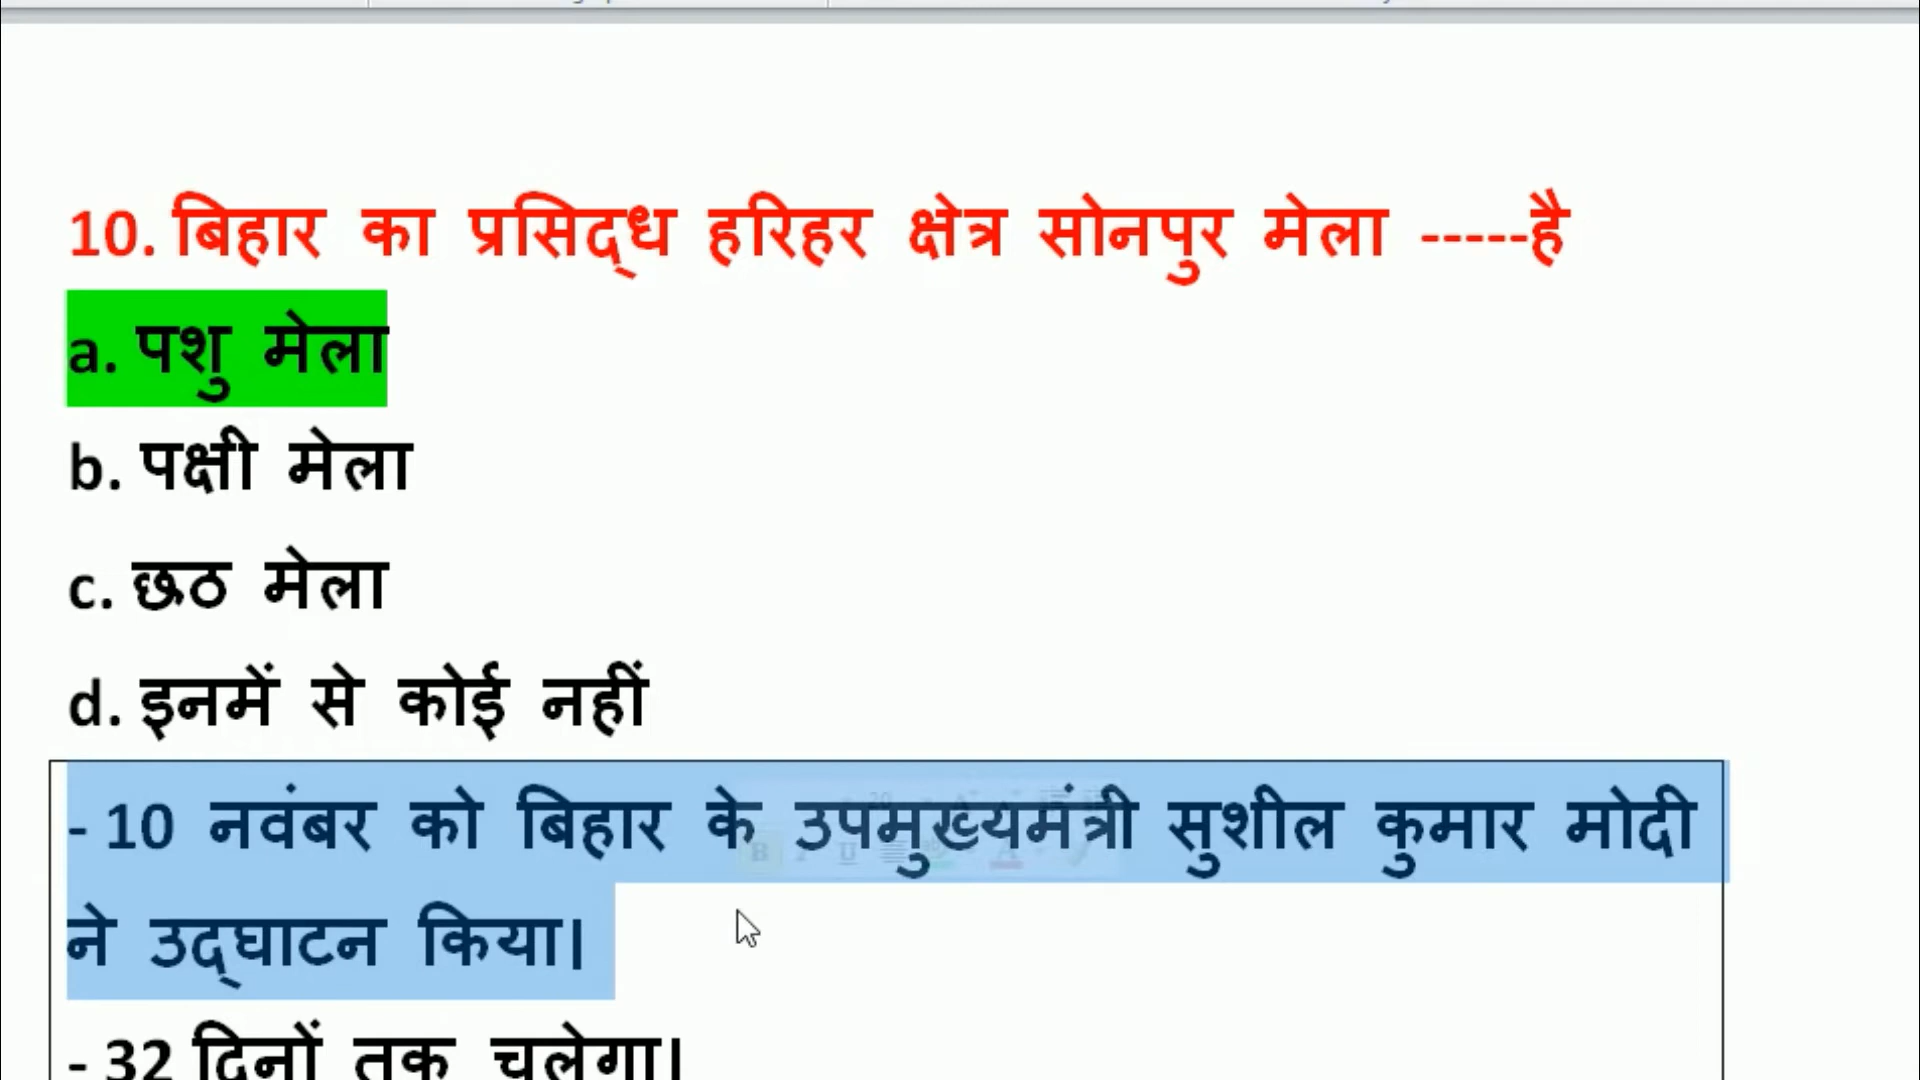 10. बिहार का प्रसिद्ध हरिहर क्षेत्र सोनपुर मेला -----है
a. पशु मेला
b. पक्षी मेला
c. छठ मेला
d. इनमें से कोई नहीं
- 10 नवंबर को बिहार के उपमुख्यमंत्री सुशील कुमार मोदी
ने उद्घाटन किया।
- 32 दिनों तक चलेगा।